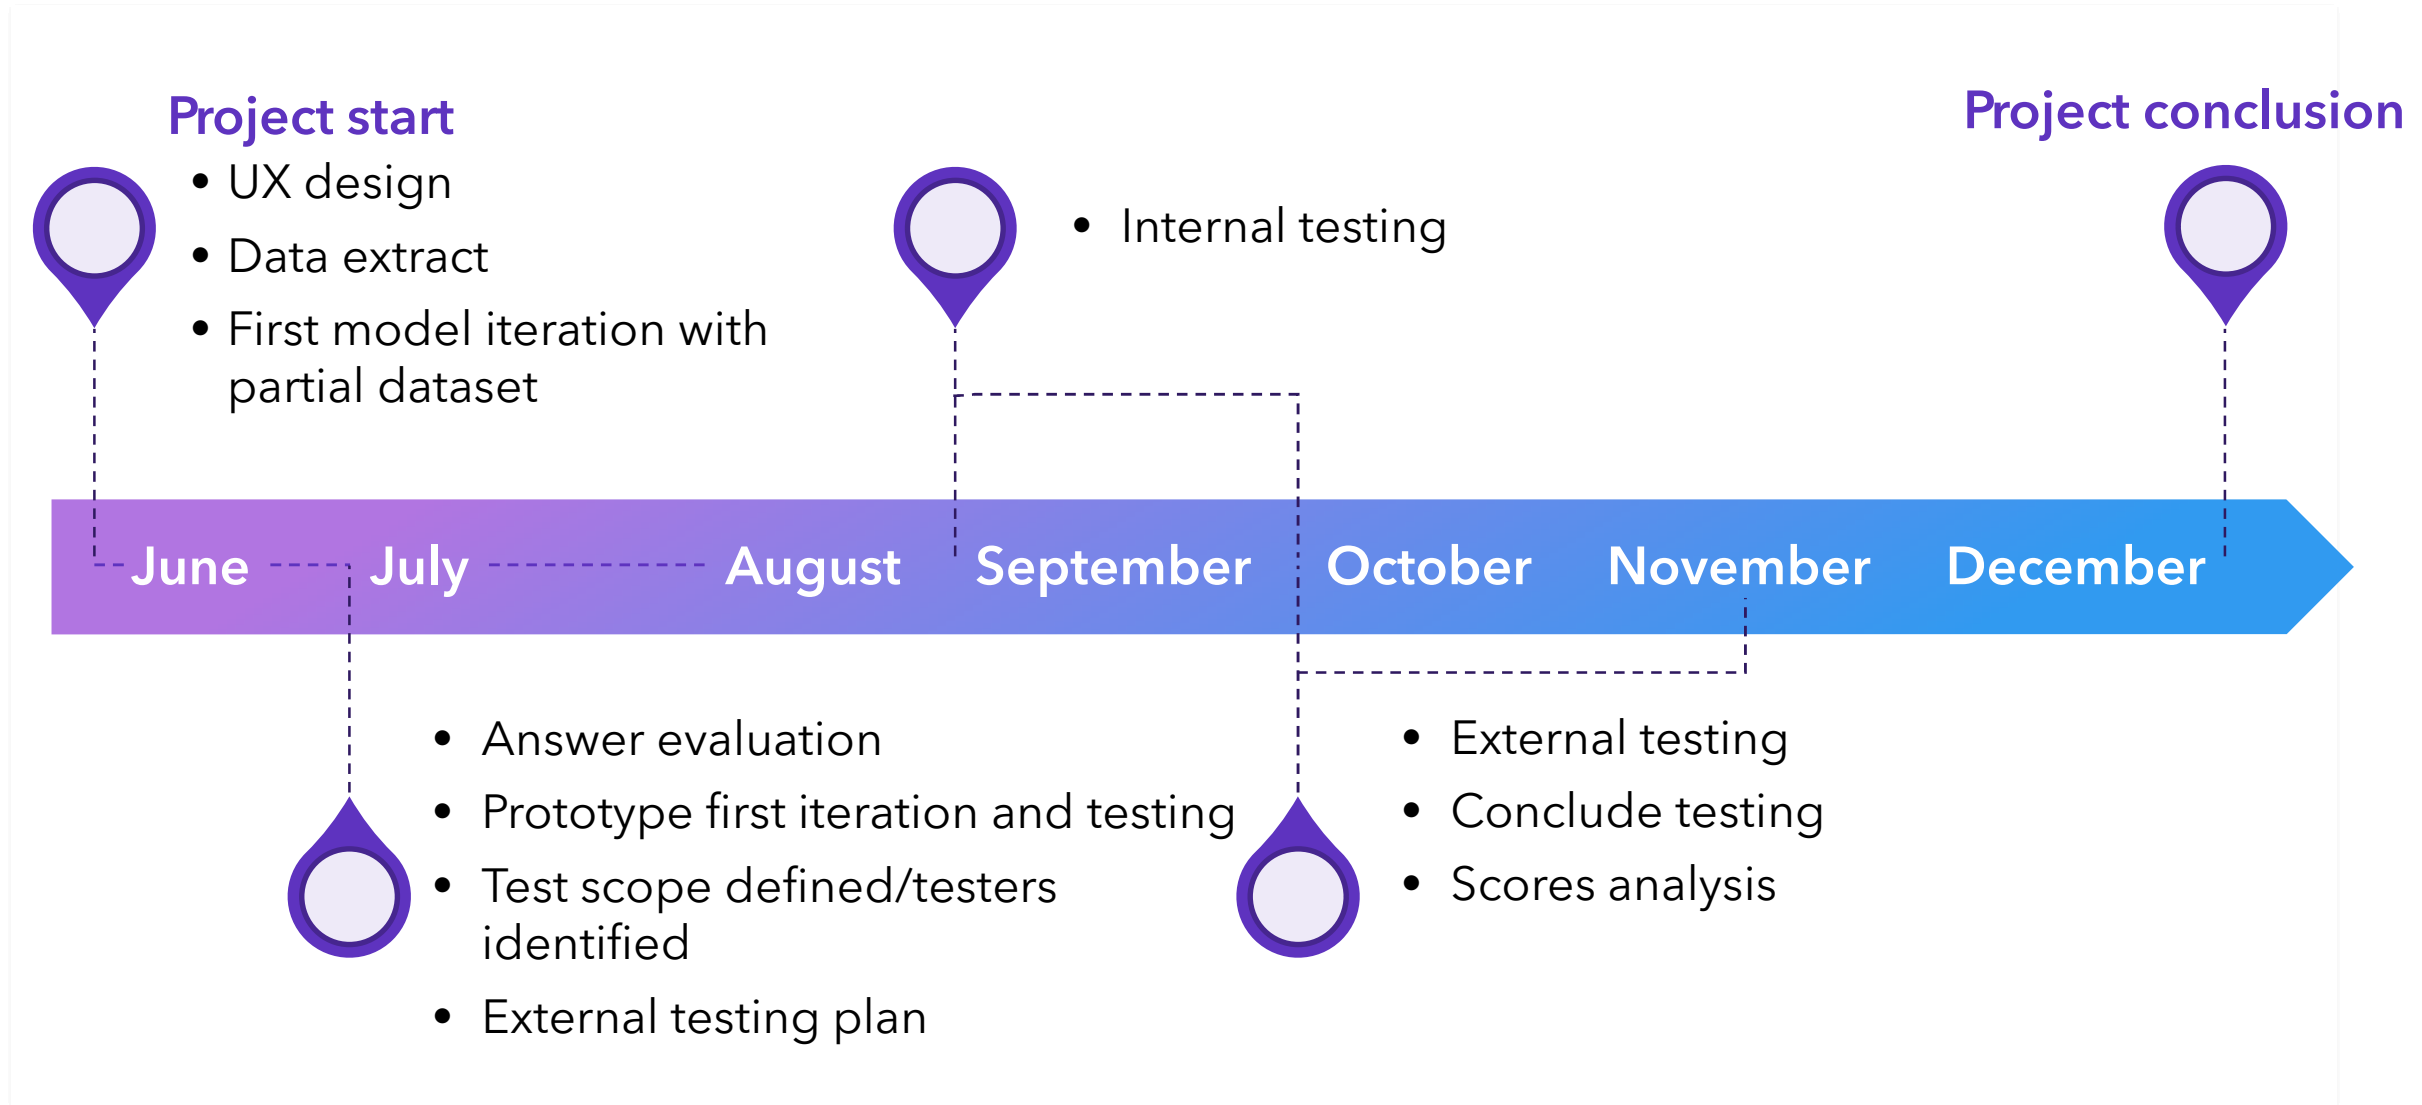 Project start
• UX design
• Data extract
• First model iteration with
partial dataset
• Internal testing
Project conclusion
June
July
August
September
October
November
December
• Answer evaluation
• Prototype first iteration and testing
• Test scope defined/testers
identified
• External testing plan
• External testing
• Conclude testing
• Scores analysis